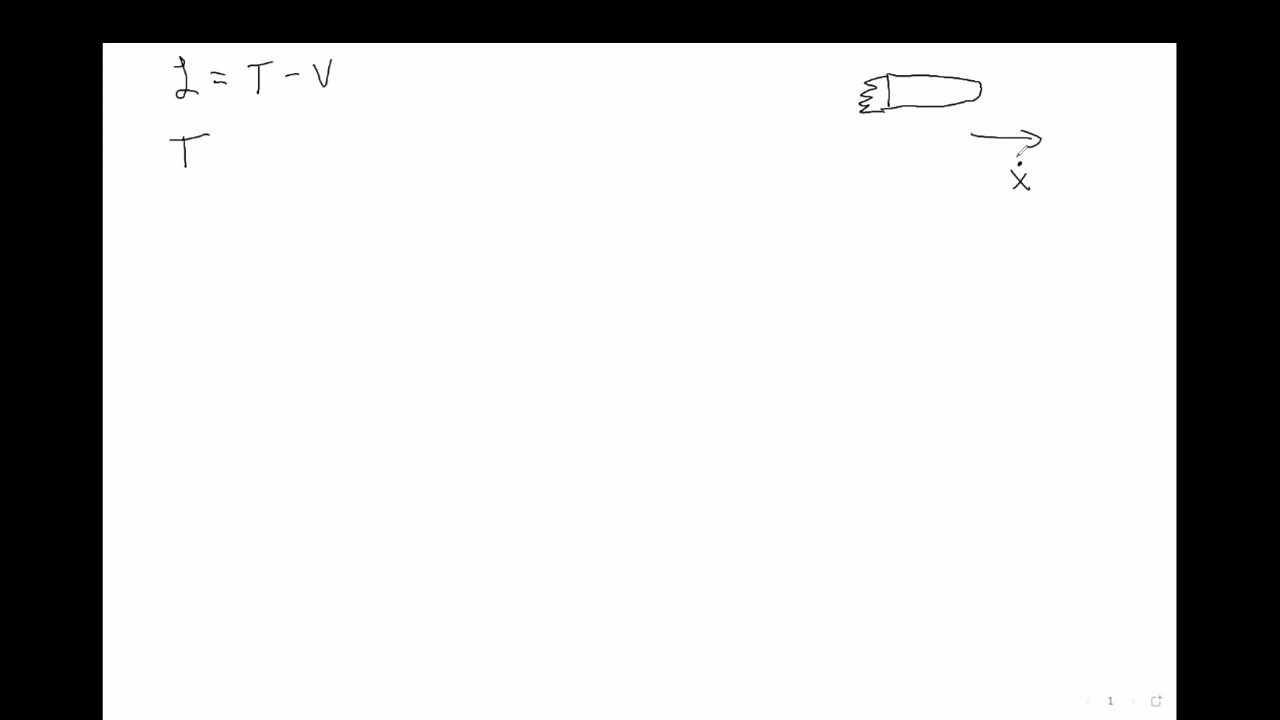 ℒ = T - V
T
ẋ
1